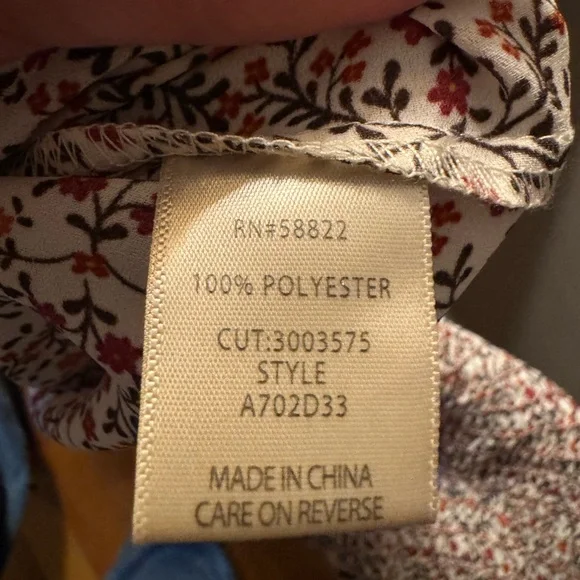 RN#58822
100% POLYESTER
CUT:3003575
STYLE
A702D33
MADE IN CHINA
CARE ON REVERSE